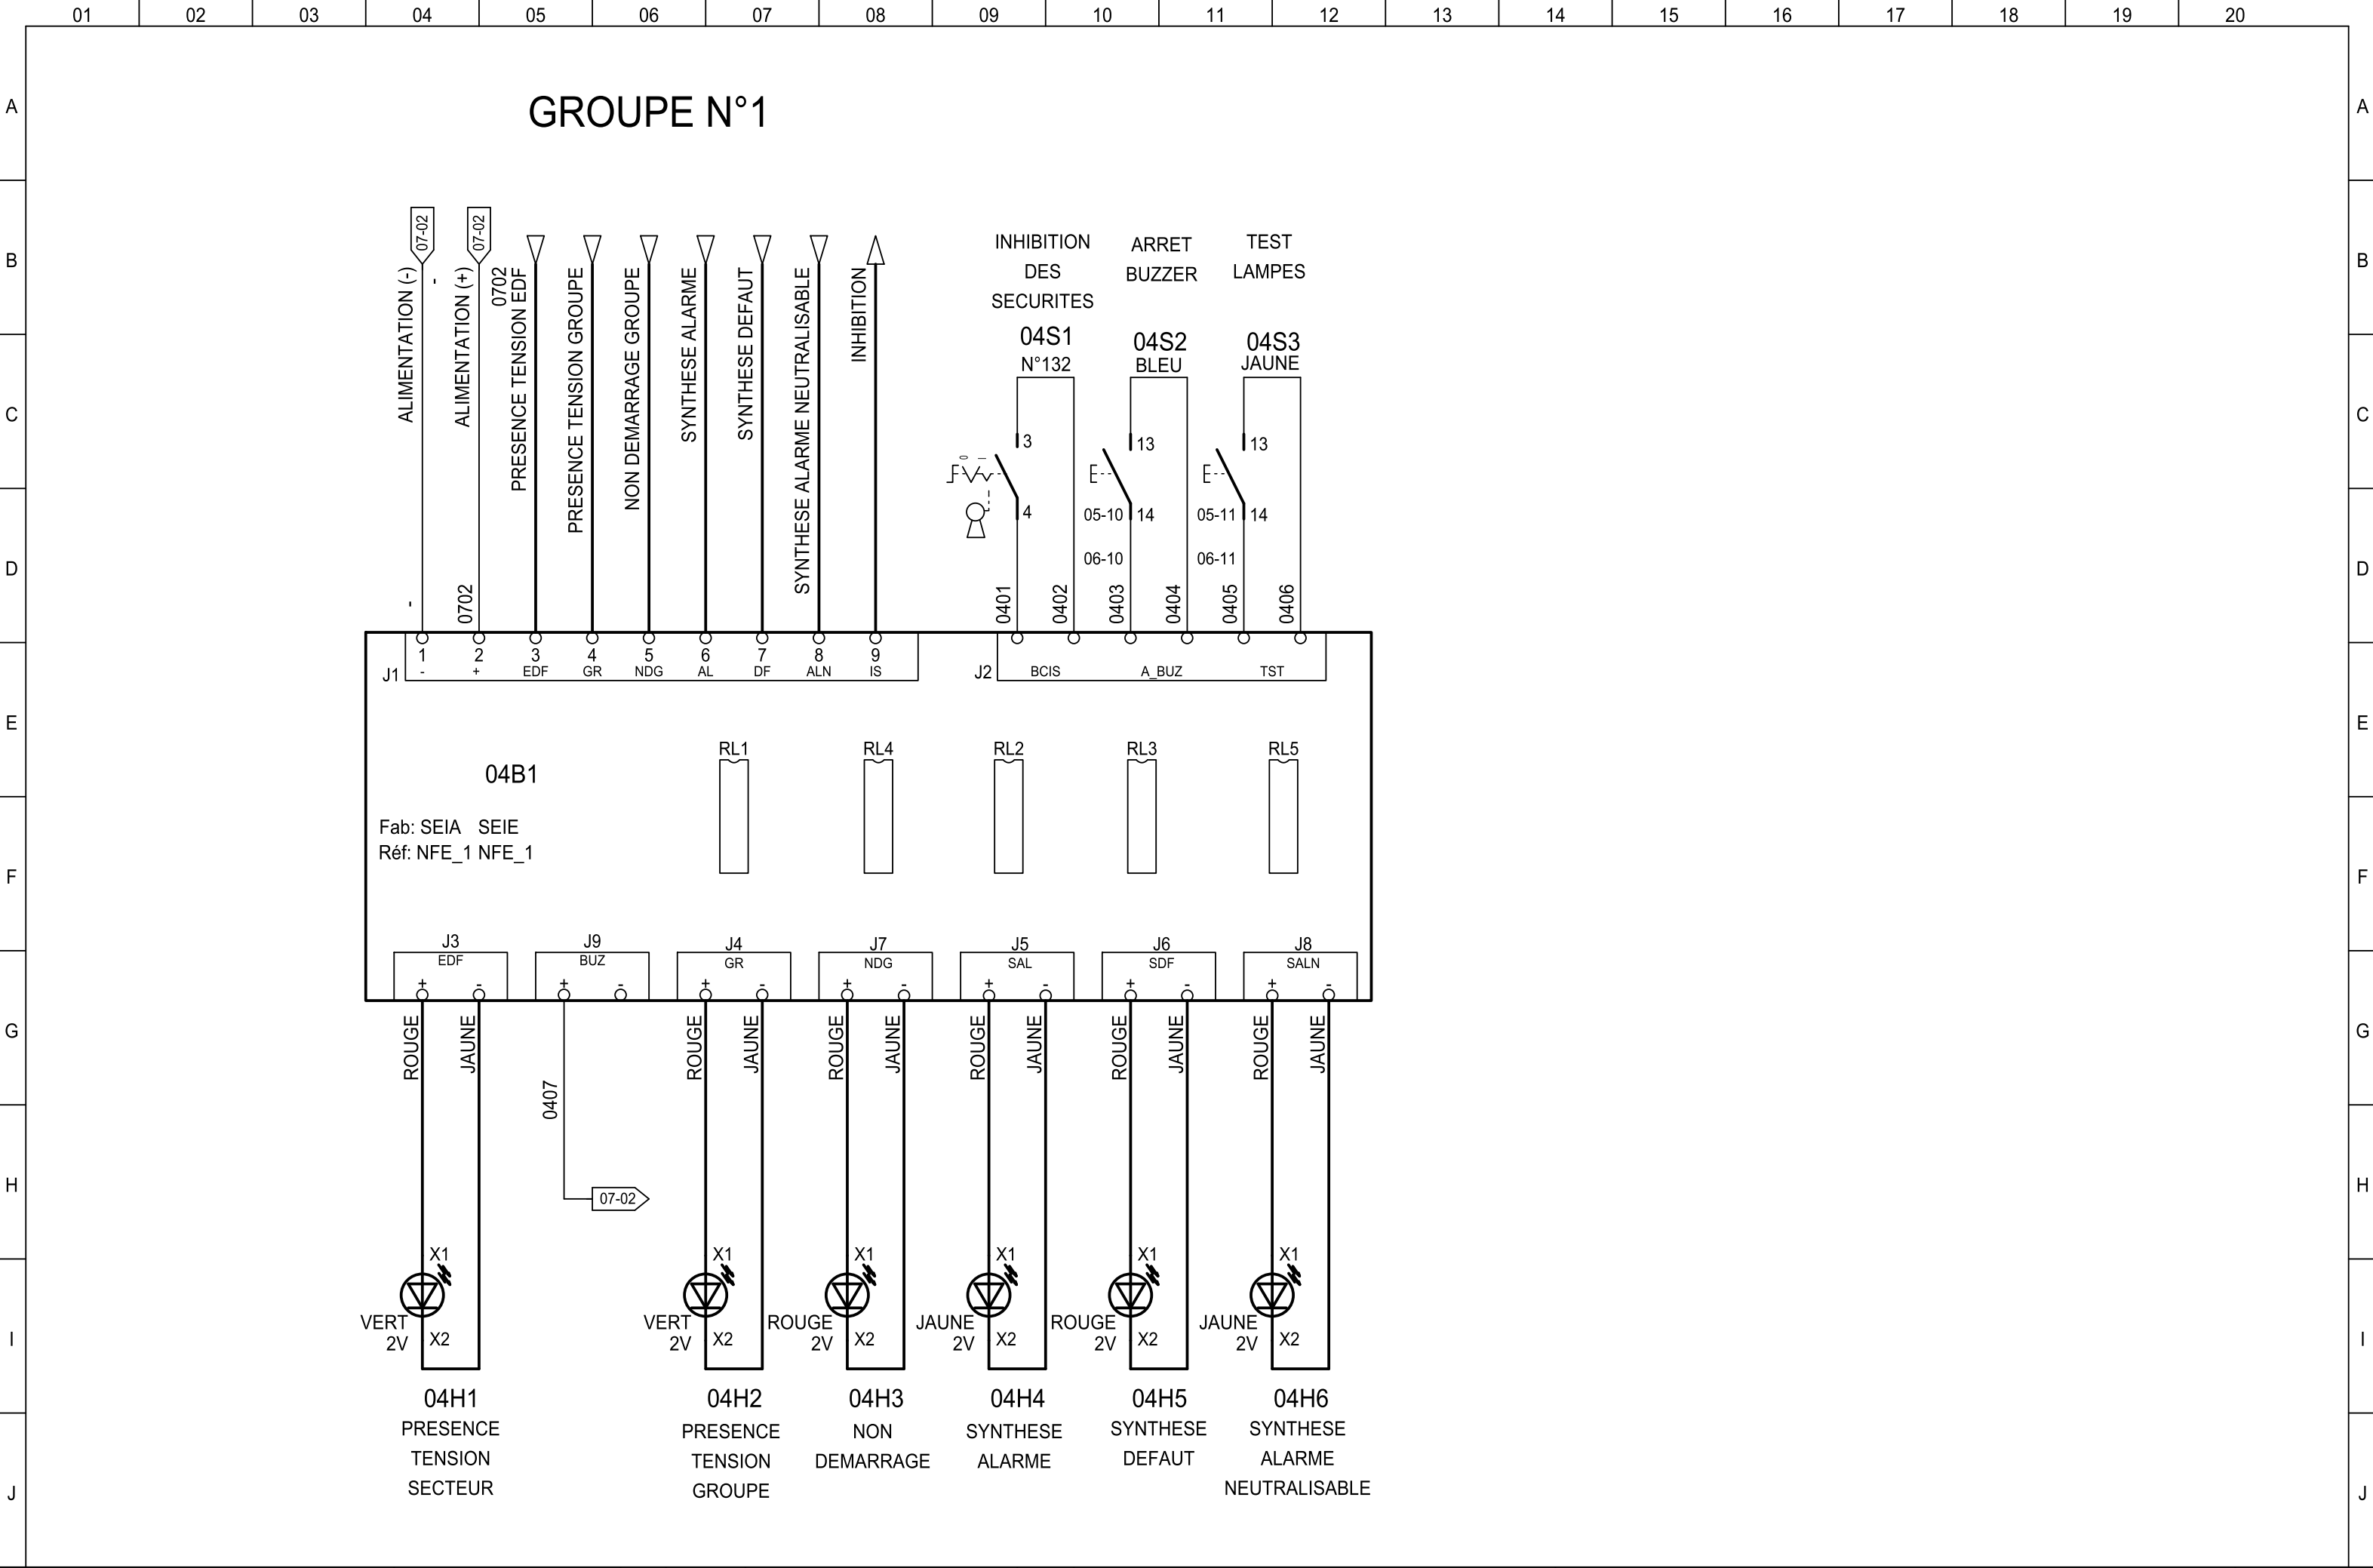 01 02 03 04 05 06 07 08 09 10 11 12 13 14 15 16 17 18 19 20
A A
GROUPE N°1
B B
07-02 07-02
ALIMENTATION (-)
-
ALIMENTATION (+)
0702
PRESENCE TENSION EDF
PRESENCE TENSION GROUPE
NON DEMARRAGE GROUPE
SYNTHESE ALARME
SYNTHESE DEFAUT
SYNTHESE ALARME NEUTRALISABLE
INHIBITION
INHIBITION
DES
SECURITES
04S1
N°132
ARRET
BUZZER
04S2
BLEU
TEST
LAMPES
04S3
JAUNE
C C
3 13 13
0
4 14 14
05-10 05-11
06-10 06-11
D D
- 0702 0401 0402 0403 0404 0405 0406
J1
1 2 3 4 5 6 7 8 9
- + EDF GR NDG AL DF ALN IS
J2
BCIS A_BUZ TST
E E
RL1 RL4 RL2 RL3 RL5
04B1
Fab: SEIA SEIE
Réf: NFE_1 NFE_1
F F
J3 J9 J4 J7 J5 J6 J8
EDF BUZ GR NDG SAL SDF SALN
+ - + - + - + - + - + - + -
G G
ROUGE JAUNE ROUGE JAUNE ROUGE JAUNE ROUGE JAUNE ROUGE JAUNE ROUGE JAUNE
0407
H H
07-02
X1 X1 X1 X1 X1 X1
I I
VERT VERT ROUGE JAUNE ROUGE JAUNE
2V X2 2V X2 2V X2 2V X2 2V X2 2V X2
04H1
PRESENCE
TENSION
SECTEUR
04H2
PRESENCE
TENSION
GROUPE
04H3
NON
DEMARRAGE
04H4
SYNTHESE
ALARME
04H5
SYNTHESE
DEFAUT
04H6
SYNTHESE
ALARME
NEUTRALISABLE
J J